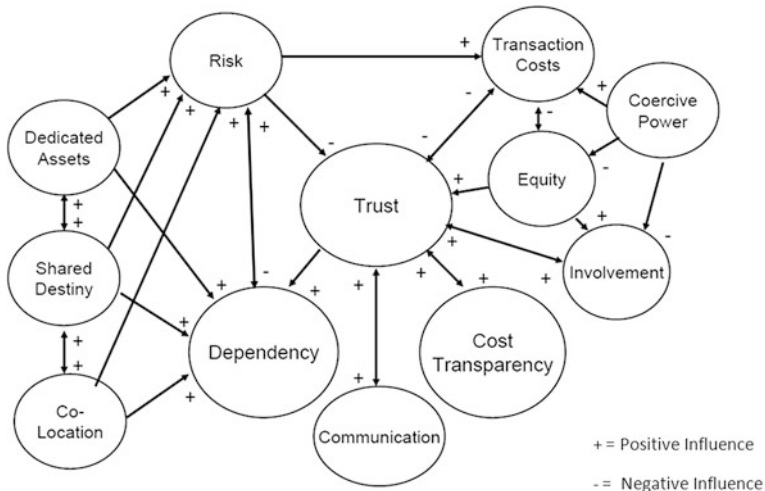 Risk
+
Transaction
Costs
+
+
+
+
-
+
Coercive
Power
Dedicated
Assets
-
-
-
+
Trust
+
Equity
-
+
+
Shared
Destiny
+
-
Involvement
+
-
+
+
+
+
+
+
+
Dependency
Cost
Transparency
+
+
+
Co-
Location
+
Communication
+ = Positive Influence
- = Negative Influence